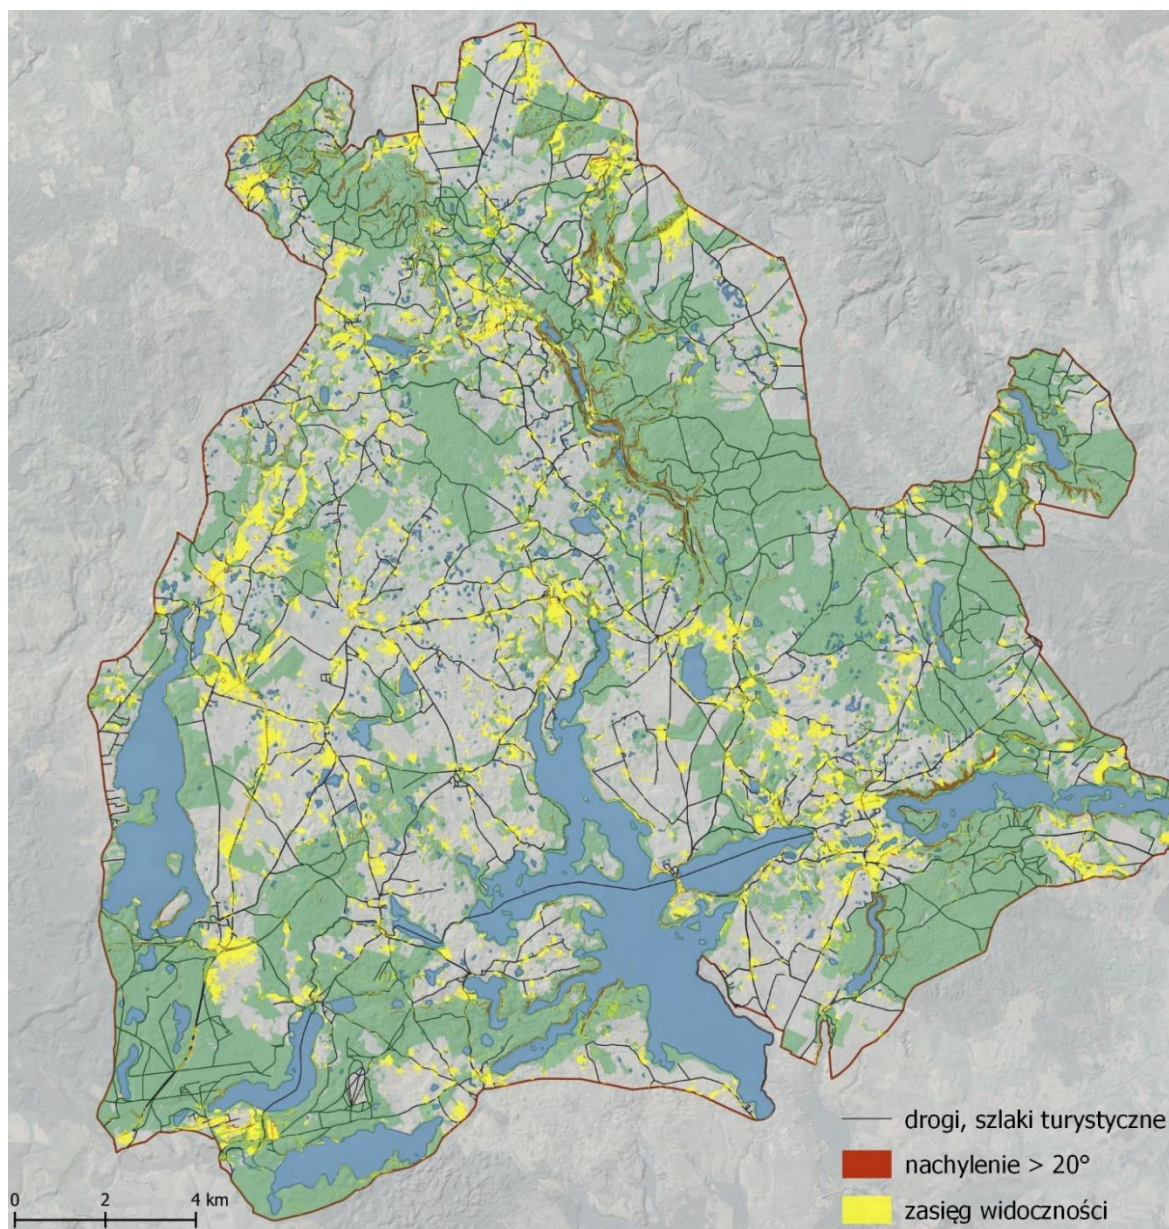 drogi, szlaki turystyczne
nachylenie > 20°
zasięg widoczności
0 2 4 km